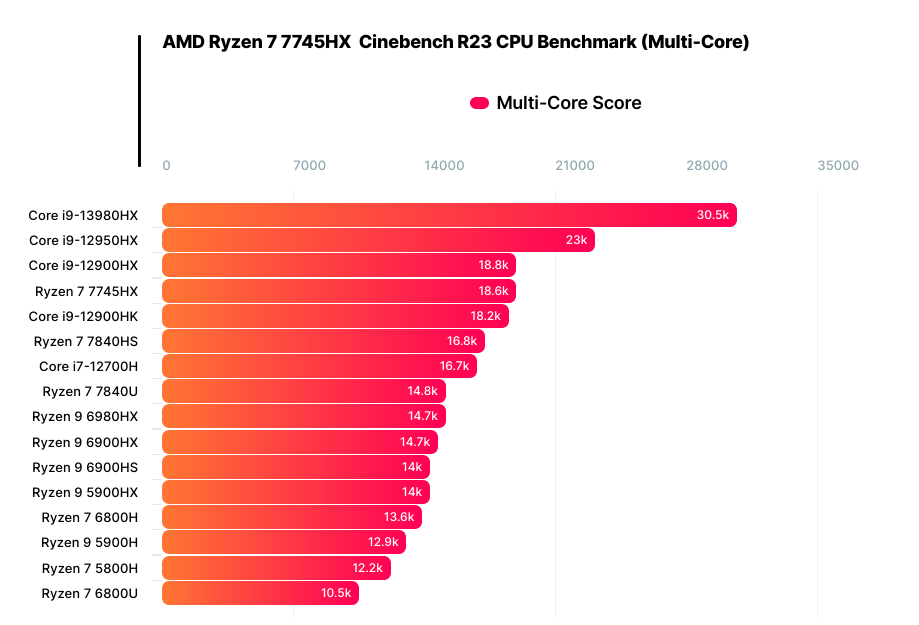 AMD Ryzen 7 7745HX  Cinebench R23 CPU Benchmark (Multi-Core)
Multi-Core Score
0 7000 14000 21000 28000 35000
Core i9-13980HX 30.5k
Core i9-12950HX 23k
Core i9-12900HX 18.8k
Ryzen 7 7745HX 18.6k
Core i9-12900HK 18.2k
Ryzen 7 7840HS 16.8k
Core i7-12700H 16.7k
Ryzen 7 7840U 14.8k
Ryzen 9 6980HX 14.7k
Ryzen 9 6900HX 14.7k
Ryzen 9 6900HS 14k
Ryzen 9 5900HX 14k
Ryzen 7 6800H 13.6k
Ryzen 9 5900H 12.9k
Ryzen 7 5800H 12.2k
Ryzen 7 6800U 10.5k